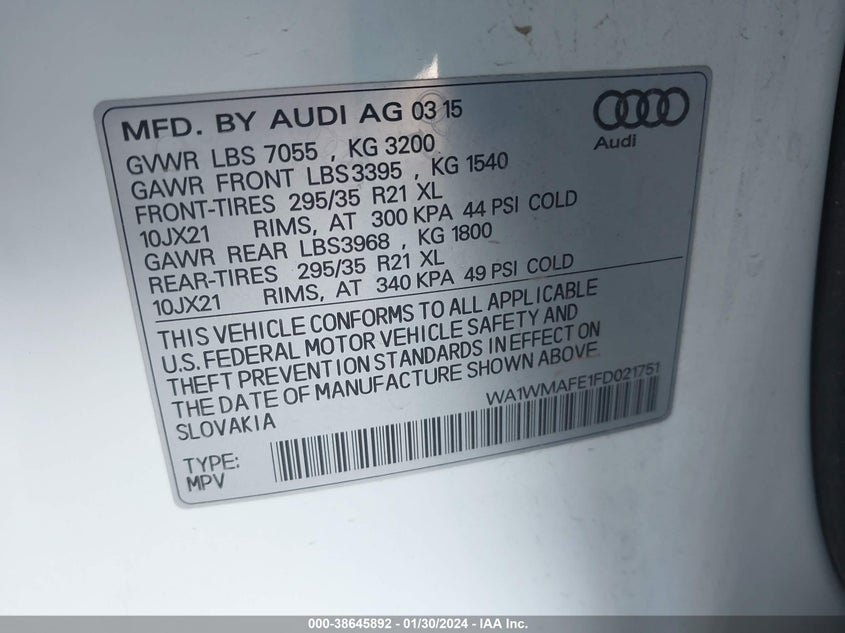 MFD. BY AUDI AG 03 15
Audi
GVWR LBS 7055 , KG 3200
GAWR FRONT LBS3395 , KG 1540
FRONT-TIRES 295/35 R21 XL
10JX21 RIMS, AT 300 KPA 44 PSI COLD
GAWR REAR LBS3968 , KG 1800
REAR-TIRES 295/35 R21 XL
10JX21 RIMS, AT 340 KPA 49 PSI COLD
THIS VEHICLE CONFORMS TO ALL APPLICABLE
U.S. FEDERAL MOTOR VEHICLE SAFETY AND
THEFT PREVENTION STANDARDS IN EFFECT ON
THE DATE OF MANUFACTURE SHOWN ABOVE.
SLOVAKIA
WA1WMAFE1FD021751
TYPE:
MPV
000-38645892 - 01/30/2024 - IAA Holdings, LLC.